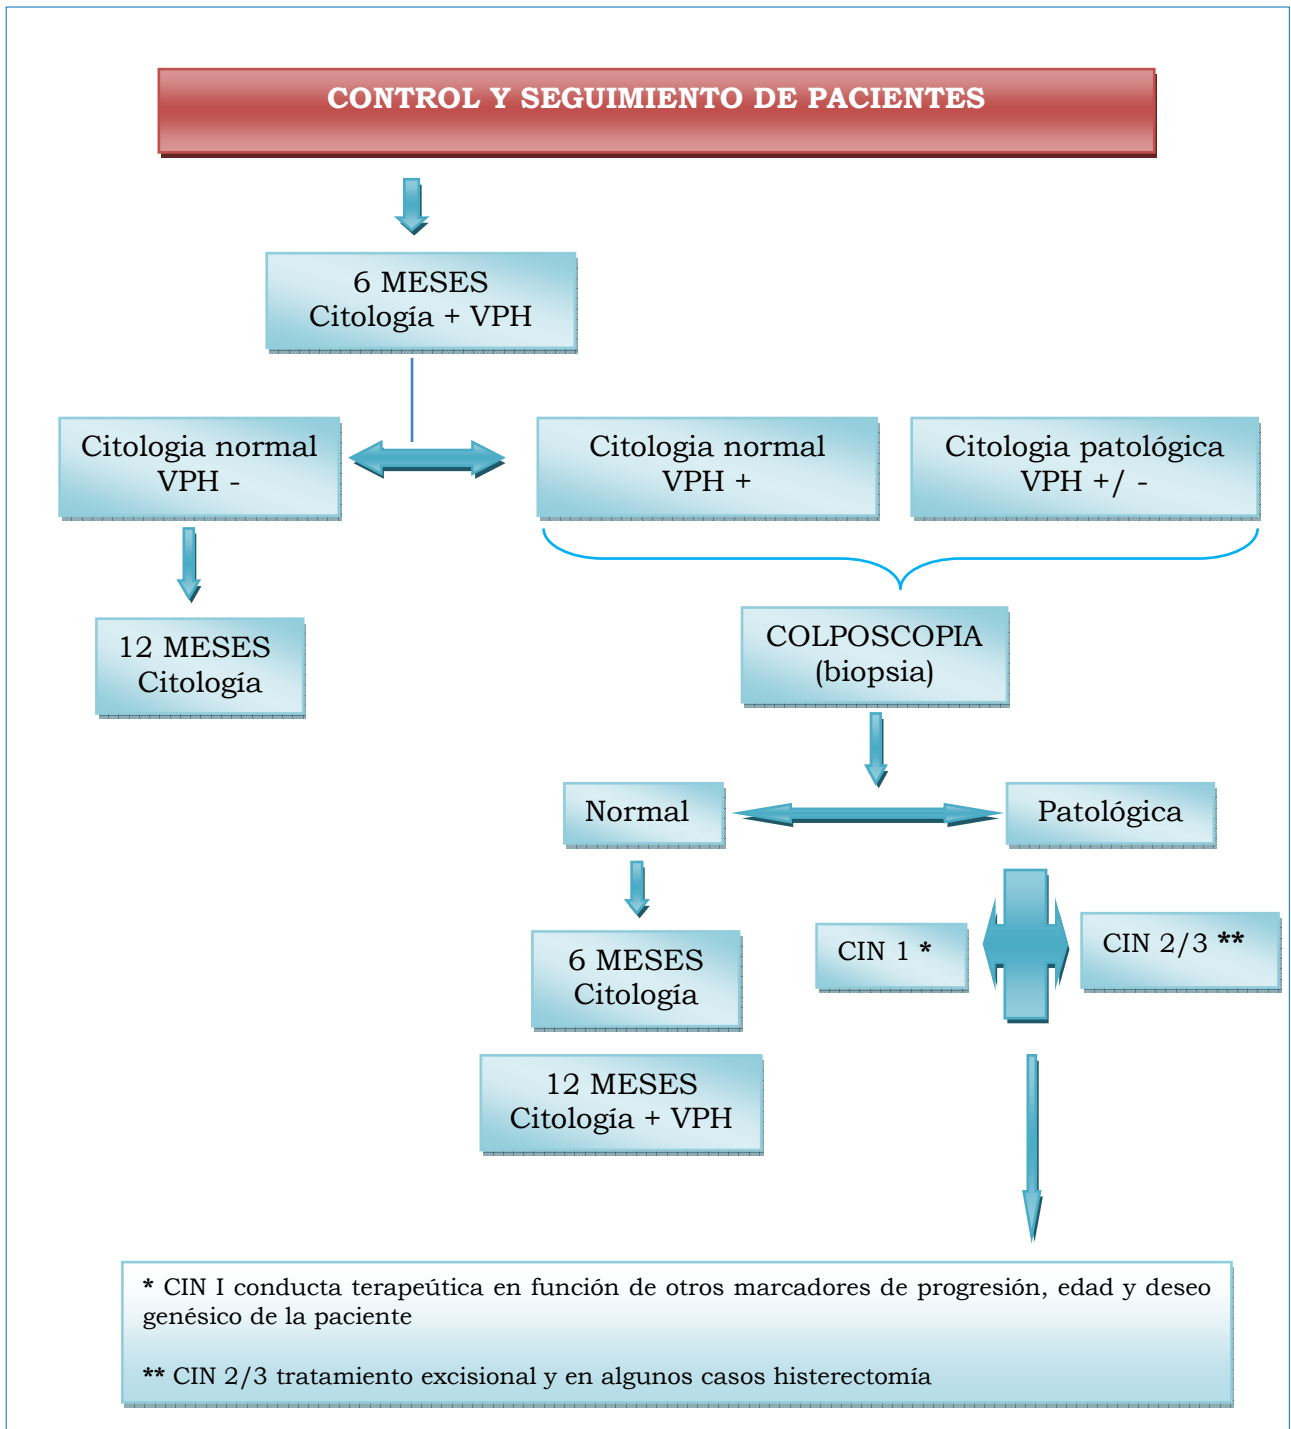 CONTROL Y SEGUIMIENTO DE PACIENTES
6 MESES
Citología + VPH
Citologia normal
VPH -
Citologia normal
VPH +
Citologia patológica
VPH +/ -
12 MESES
Citología
COLPOSCOPIA
(biopsia)
Normal
Patológica
6 MESES
Citología
CIN 1 *
CIN 2/3 **
12 MESES
Citología + VPH
* CIN I conducta terapeútica en función de otros marcadores de progresión, edad y deseo
genésico de la paciente
** CIN 2/3 tratamiento excisional y en algunos casos histerectomía